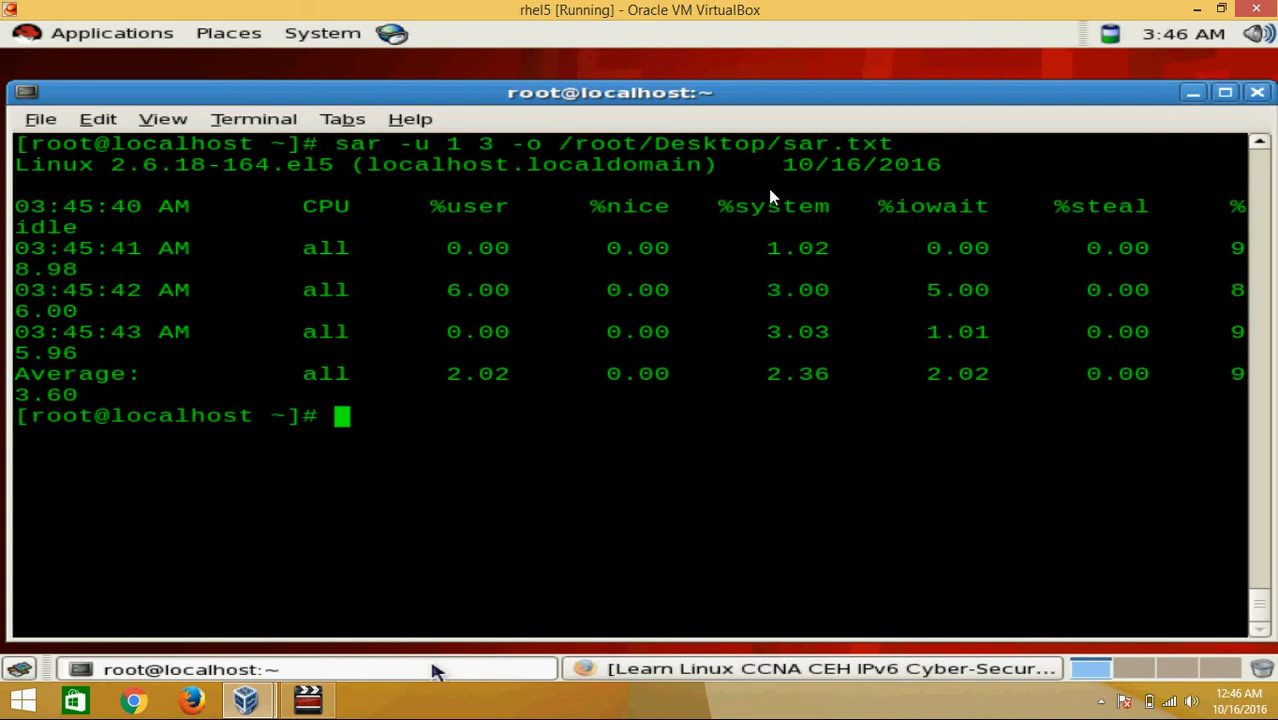 rhel5 [Running] - Oracle VM VirtualBox
Applications Places System 3:46 AM
root@localhost:~
File Edit View Terminal Tabs Help
[root@localhost ~]# sar -u 1 3 -o /root/Desktop/sar.txt
Linux 2.6.18-164.el5 (localhost.localdomain) 10/16/2016
03:45:40 AM CPU %user %nice %system %iowait %steal %
idle
03:45:41 AM all 0.00 0.00 1.02 0.00 0.00 9
8.98
03:45:42 AM all 6.00 0.00 3.00 5.00 0.00 8
6.00
03:45:43 AM all 0.00 0.00 3.03 1.01 0.00 9
5.96
Average: all 2.02 0.00 2.36 2.02 0.00 9
3.60
[root@localhost ~]#
root@localhost:~ [Learn Linux CCNA CEH IPv6 Cyber-Secur...
12:46 AM
10/16/2016